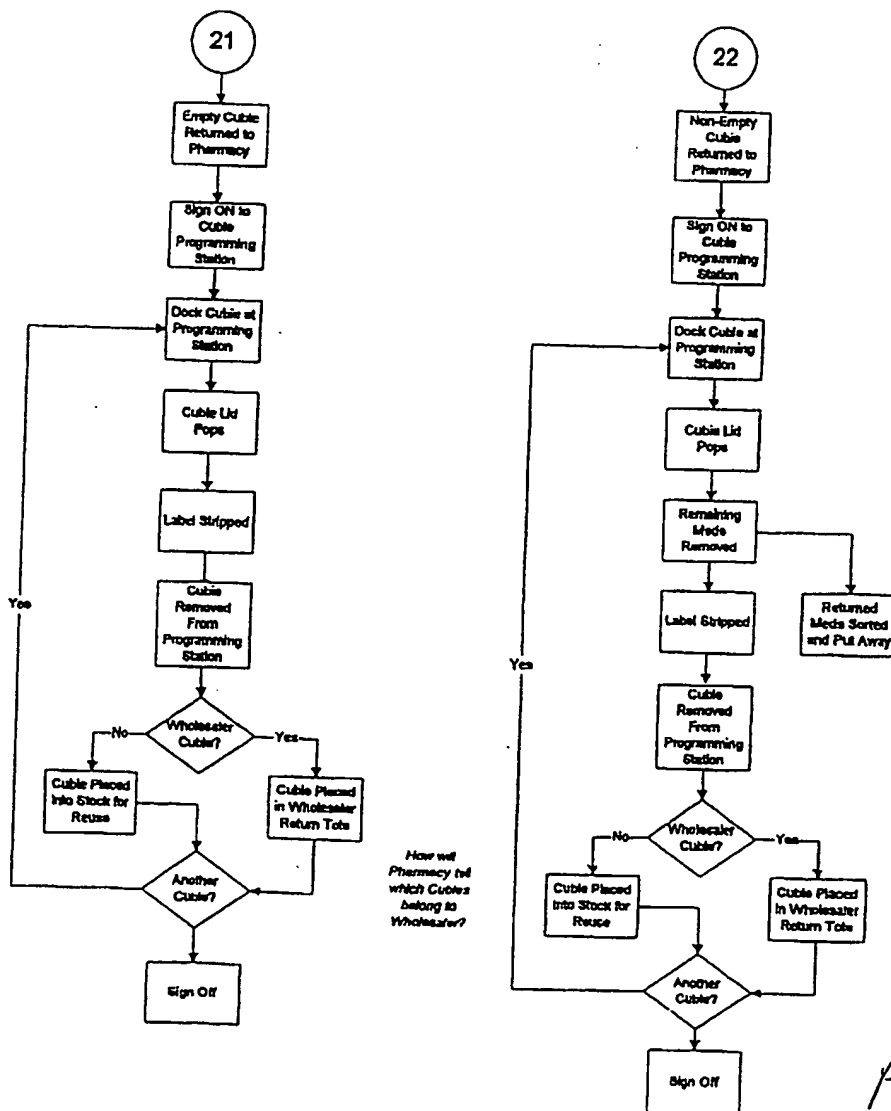 21
Empty Cubie
Returned to
Pharmacy
Sign ON to
Cubie
Programming
Station
Dock Cubie at
Programming
Station
Cubie Lid
Pops
Label Stripped
Cubie
Removed
From
Programming
Station
Yes
Wholesaler
Cubie?
No
Yes
Cubie Placed
Into Stock for
Reuse
Cubie Placed
in Wholesaler
Return Tote
Another
Cubie?
Sign Off
How will
Pharmacy tell
which Cubies
belong to
Wholesaler?
22
Non-Empty
Cubie
Returned to
Pharmacy
Sign ON to
Cubie
Programming
Station
Dock Cubie at
Programming
Station
Cubie Lid
Pops
Remaining
Meds
Removed
Returned
Meds Sorted
and Put Away
Label Stripped
Yes
Cubie
Removed
From
Programming
Station
Wholesaler
Cubie?
No
Yes
Cubie Placed
Into Stock for
Reuse
Cubie Placed
in Wholesaler
Return Tote
Another
Cubie?
Sign Off